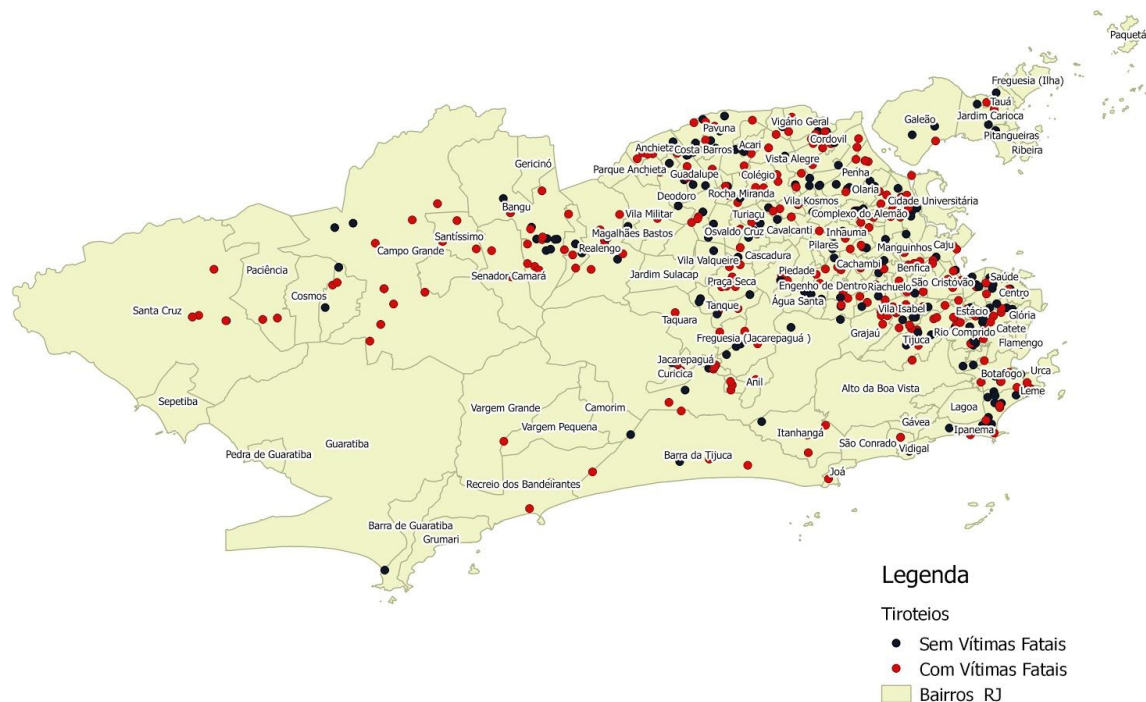 Paquetá
Freguesia (Ilha)
Tauá
Galeão
Jardim Carioca
Pitangueiras
Ribeira
Pavuna
Vigário Geral
Cordovil
Anchieta
Costa Barros
Acari
Vista Alegre
Parque Anchieta
Guadalupe
Colégio
Penha
Gericinó
Deodoro
Rocha Miranda
Olaria
Bangu
Vila Kosmos
Cidade Universitária
Vila Militar
Turiaçu
Complexo do Alemão
Santíssimo
Magalhães Bastos
Osvaldo Cruz
Cavalcanti
Inhaúma
Campo Grande
Realengo
Pilares
Manguinhos
Caju
Paciência
Senador Camará
Jardim Sulacap
Vila Valqueire
Cascadura
Cachambi
Benfica
Piedade
Praça Seca
Engenho de Dentro
Riachuelo
São Cristóvão
Saúde
Cosmos
Água Santa
Centro
Santa Cruz
Tanque
Vila Isabel
Estácio
Glória
Taquara
Grajaú
Rio Comprido
Catete
Freguesia (Jacarepaguá )
Tijuca
Flamengo
Jacarepaguá
Curicica
Anil
Botafogo
Urca
Alto da Boa Vista
Leme
Sepetiba
Vargem Grande
Camorim
Lagoa
Vargem Pequena
Gávea
Itanhangá
Ipanema
Guaratiba
São Conrado
Vidigal
Pedra de Guaratiba
Barra da Tijuca
Joá
Recreio dos Bandeirantes
Barra de Guaratiba
Grumari
Legenda
Tiroteios
Sem Vítimas Fatais
Com Vítimas Fatais
Bairros_RJ